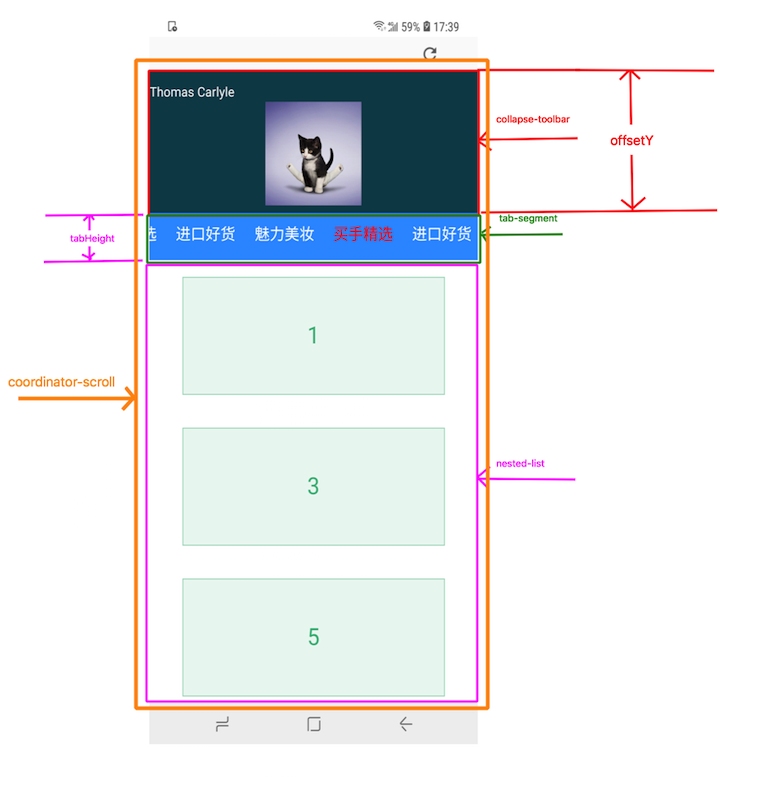 59% 17:39
Thomas Carlyle
collapse-toolbar
offsetY
tab-segment
选 进口好货 魅力美妆 买手精选 进口好货
tabHeight
1
coordinator-scroll
nested-list
3
5